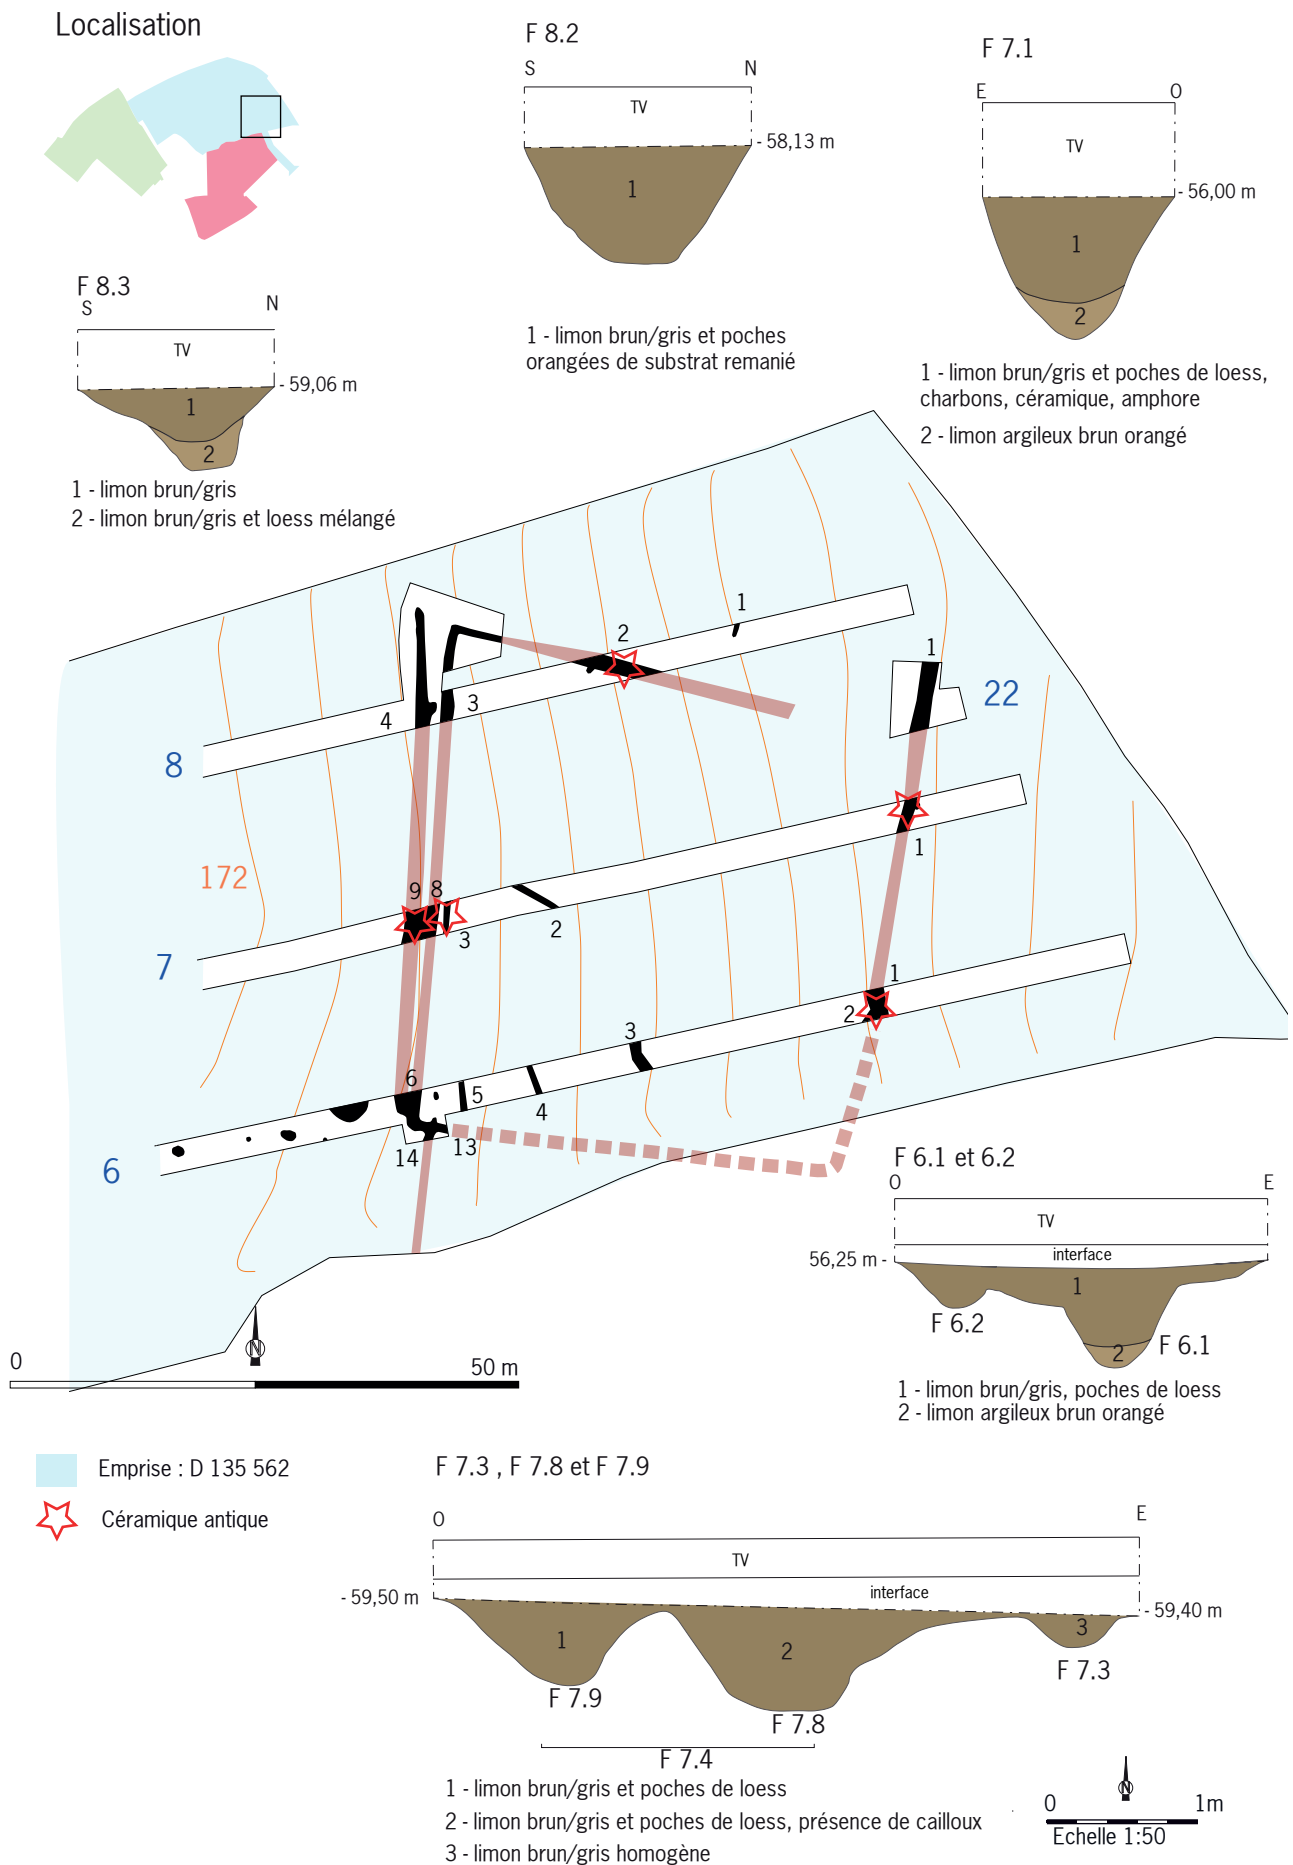 Localisation
F 8.2
S N
TV
- 58,13 m
1
1 - limon brun/gris et poches
orangées de substrat remanié
F 7.1
E O
TV
- 56,00 m
1
2
1 - limon brun/gris et poches de loess,
charbons, céramique, amphore
2 - limon argileux brun orangé
F 8.3
S N
TV
- 59,06 m
1
2
1 - limon brun/gris
2 - limon brun/gris et loess mélangé
1
2
1
22
3
4
8
1
172
9 8
3
2
7
1
2
3
6
5
4
13
14
6
F 6.1 et 6.2
O E
TV
interface
56,25 m -
1
F 6.2
2
F 6.1
1 - limon brun/gris, poches de loess
2 - limon argileux brun orangé
N
0 50 m
Emprise : D 135 562
Céramique antique
F 7.3 , F 7.8 et F 7.9
O E
TV
interface
- 59,50 m
- 59,40 m
1
2
3
F 7.9
F 7.8
F 7.3
F 7.4
1 - limon brun/gris et poches de loess
2 - limon brun/gris et poches de loess, présence de cailloux
3 - limon brun/gris homogène
N
0 1m
Echelle 1:50